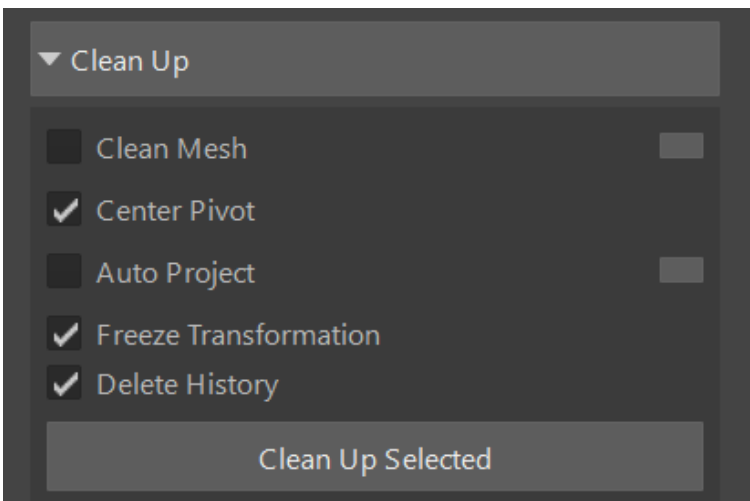 Clean Up
Clean Mesh
Center Pivot
Auto Project
Freeze Transformation
Delete History
Clean Up Selected